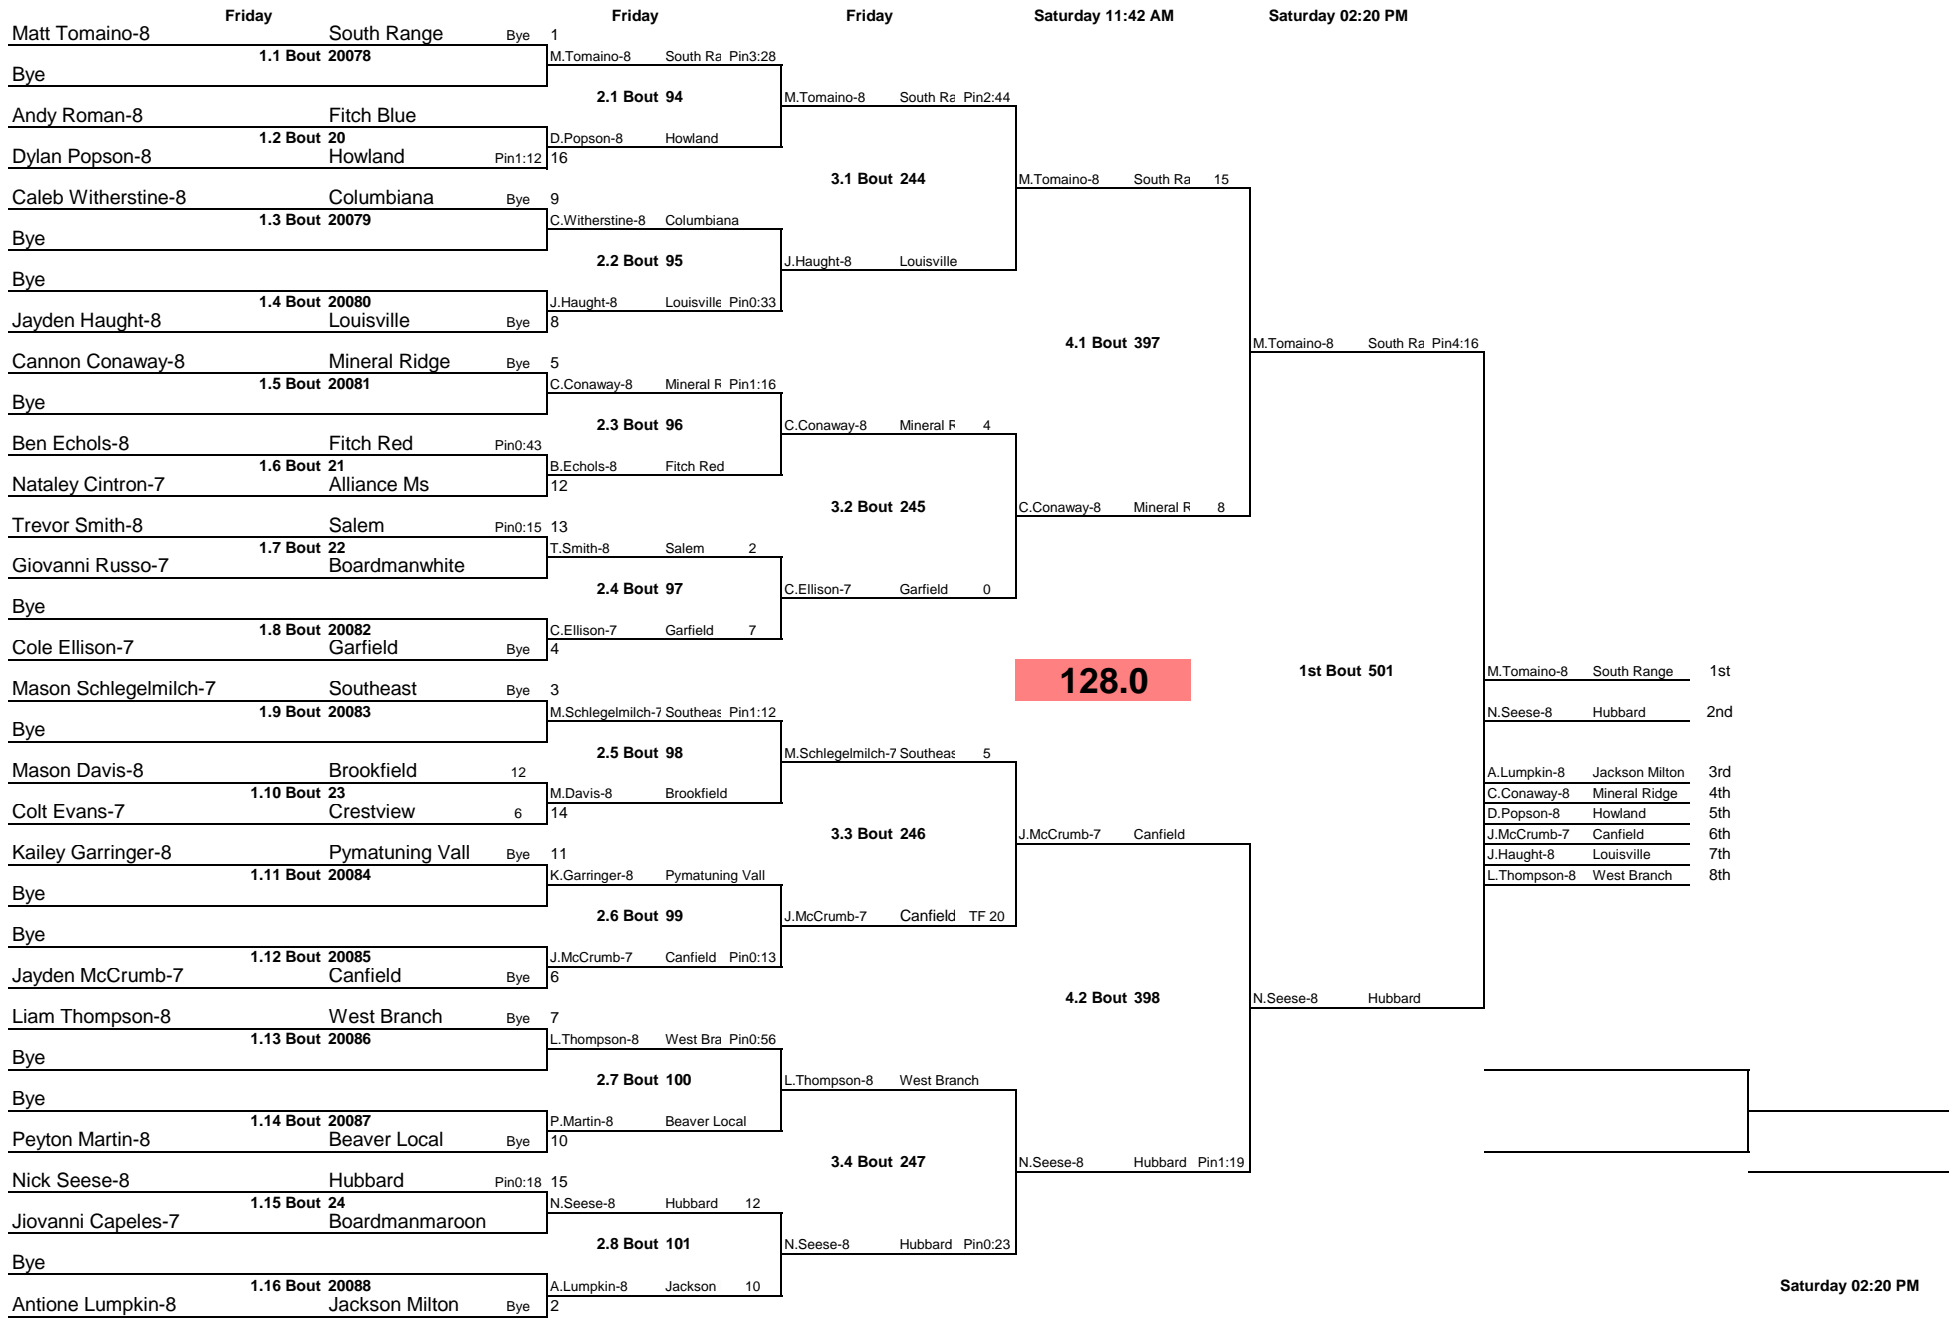 Friday Friday Friday Saturday 11:42 AM Saturday 02:20 PM
Matt Tomaino-8 South Range Bye 1
1.1 Bout 20078 M.Tomaino-8 South Ra Pin3:28
Bye
2.1 Bout 94 M.Tomaino-8 South Ra Pin2:44
Andy Roman-8 Fitch Blue
1.2 Bout 20 D.Popson-8 Howland
Dylan Popson-8 Howland Pin1:12 16
3.1 Bout 244 M.Tomaino-8 South Ra 15
Caleb Witherstine-8 Columbiana Bye 9
1.3 Bout 20079 C.Witherstine-8 Columbiana
Bye
2.2 Bout 95 J.Haught-8 Louisville
Bye
1.4 Bout 20080 J.Haught-8 Louisville Pin0:33
Jayden Haught-8 Louisville Bye 8
4.1 Bout 397 M.Tomaino-8 South Ra Pin4:16
Cannon Conaway-8 Mineral Ridge Bye 5
1.5 Bout 20081 C.Conaway-8 Mineral R Pin1:16
Bye
2.3 Bout 96 C.Conaway-8 Mineral R 4
Ben Echols-8 Fitch Red Pin0:43
1.6 Bout 21 B.Echols-8 Fitch Red
Nataley Cintron-7 Alliance Ms 12
3.2 Bout 245 C.Conaway-8 Mineral R 8
Trevor Smith-8 Salem Pin0:15 13
1.7 Bout 22 T.Smith-8 Salem 2
Giovanni Russo-7 Boardmanwhite
2.4 Bout 97 C.Ellison-7 Garfield 0
Bye
1.8 Bout 20082 C.Ellison-7 Garfield 7
Cole Ellison-7 Garfield Bye 4
128.0 1st Bout 501 M.Tomaino-8 South Range 1st
Mason Schlegelmilch-7 Southeast Bye 3
1.9 Bout 20083 M.Schlegelmilch-7 Southeas Pin1:12 N.Seese-8 Hubbard 2nd
Bye
2.5 Bout 98 M.Schlegelmilch-7 Southeas 5
Mason Davis-8 Brookfield 12 A.Lumpkin-8 Jackson Milton 3rd
1.10 Bout 23 M.Davis-8 Brookfield C.Conaway-8 Mineral Ridge 4th
Colt Evans-7 Crestview 6 14 D.Popson-8 Howland 5th
3.3 Bout 246 J.McCrumb-7 Canfield J.McCrumb-7 Canfield 6th
Kailey Garringer-8 Pymatuning Vall Bye 11 J.Haught-8 Louisville 7th
1.11 Bout 20084 K.Garringer-8 Pymatuning Vall L.Thompson-8 West Branch 8th
Bye
2.6 Bout 99 J.McCrumb-7 Canfield TF 20
Bye
1.12 Bout 20085 J.McCrumb-7 Canfield Pin0:13
Jayden McCrumb-7 Canfield Bye 6
4.2 Bout 398 N.Seese-8 Hubbard
Liam Thompson-8 West Branch Bye 7
1.13 Bout 20086 L.Thompson-8 West Bra Pin0:56
Bye
2.7 Bout 100 L.Thompson-8 West Branch
Bye
1.14 Bout 20087 P.Martin-8 Beaver Local
Peyton Martin-8 Beaver Local Bye 10
3.4 Bout 247 N.Seese-8 Hubbard Pin1:19
Nick Seese-8 Hubbard Pin0:18 15
1.15 Bout 24 N.Seese-8 Hubbard 12
Jiovanni Capeles-7 Boardmanmaroon
2.8 Bout 101 N.Seese-8 Hubbard Pin0:23
Bye
1.16 Bout 20088 A.Lumpkin-8 Jackson 10 Saturday 02:20 PM
Antione Lumpkin-8 Jackson Milton Bye 2